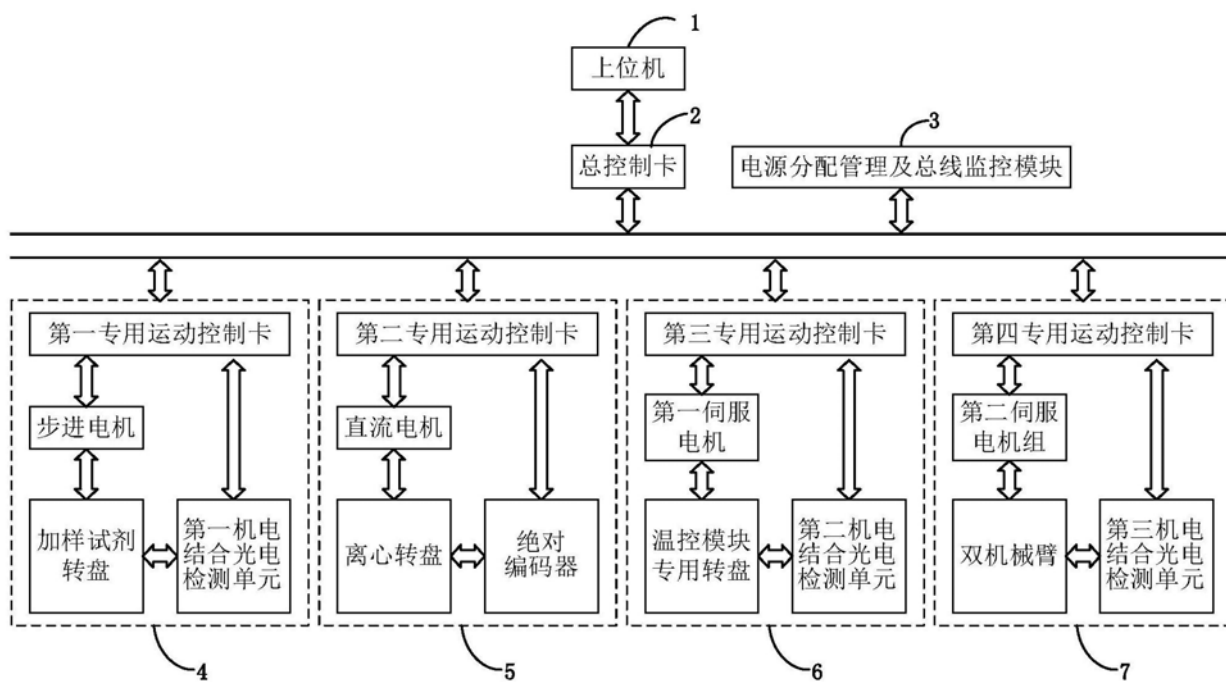 1
上位机
2
总控制卡
3
电源分配管理及总线监控模块
第一专用运动控制卡
步进电机
加样试剂
转盘
第一机电
结合光电
检测单元
4
第二专用运动控制卡
直流电机
离心转盘
绝对
编码器
5
第三专用运动控制卡
第一伺服
电机
温控模块
专用转盘
第二机电
结合光电
检测单元
6
第四专用运动控制卡
第二伺服
电机组
双机械臂
第三机电
结合光电
检测单元
7